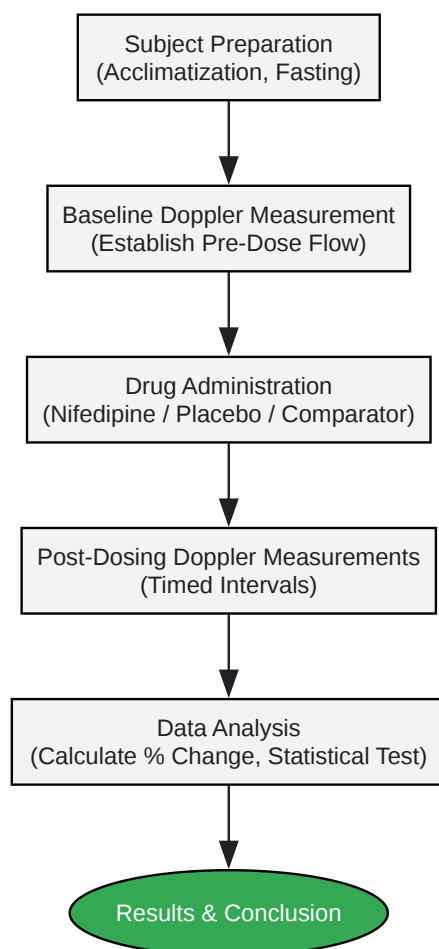 Subject Preparation
(Acclimatization, Fasting)
Baseline Doppler Measurement
(Establish Pre-Dose Flow)
Drug Administration
(Nifedipine / Placebo / Comparator)
Post-Dosing Doppler Measurements
(Timed Intervals)
Data Analysis
(Calculate % Change, Statistical Test)
Results & Conclusion